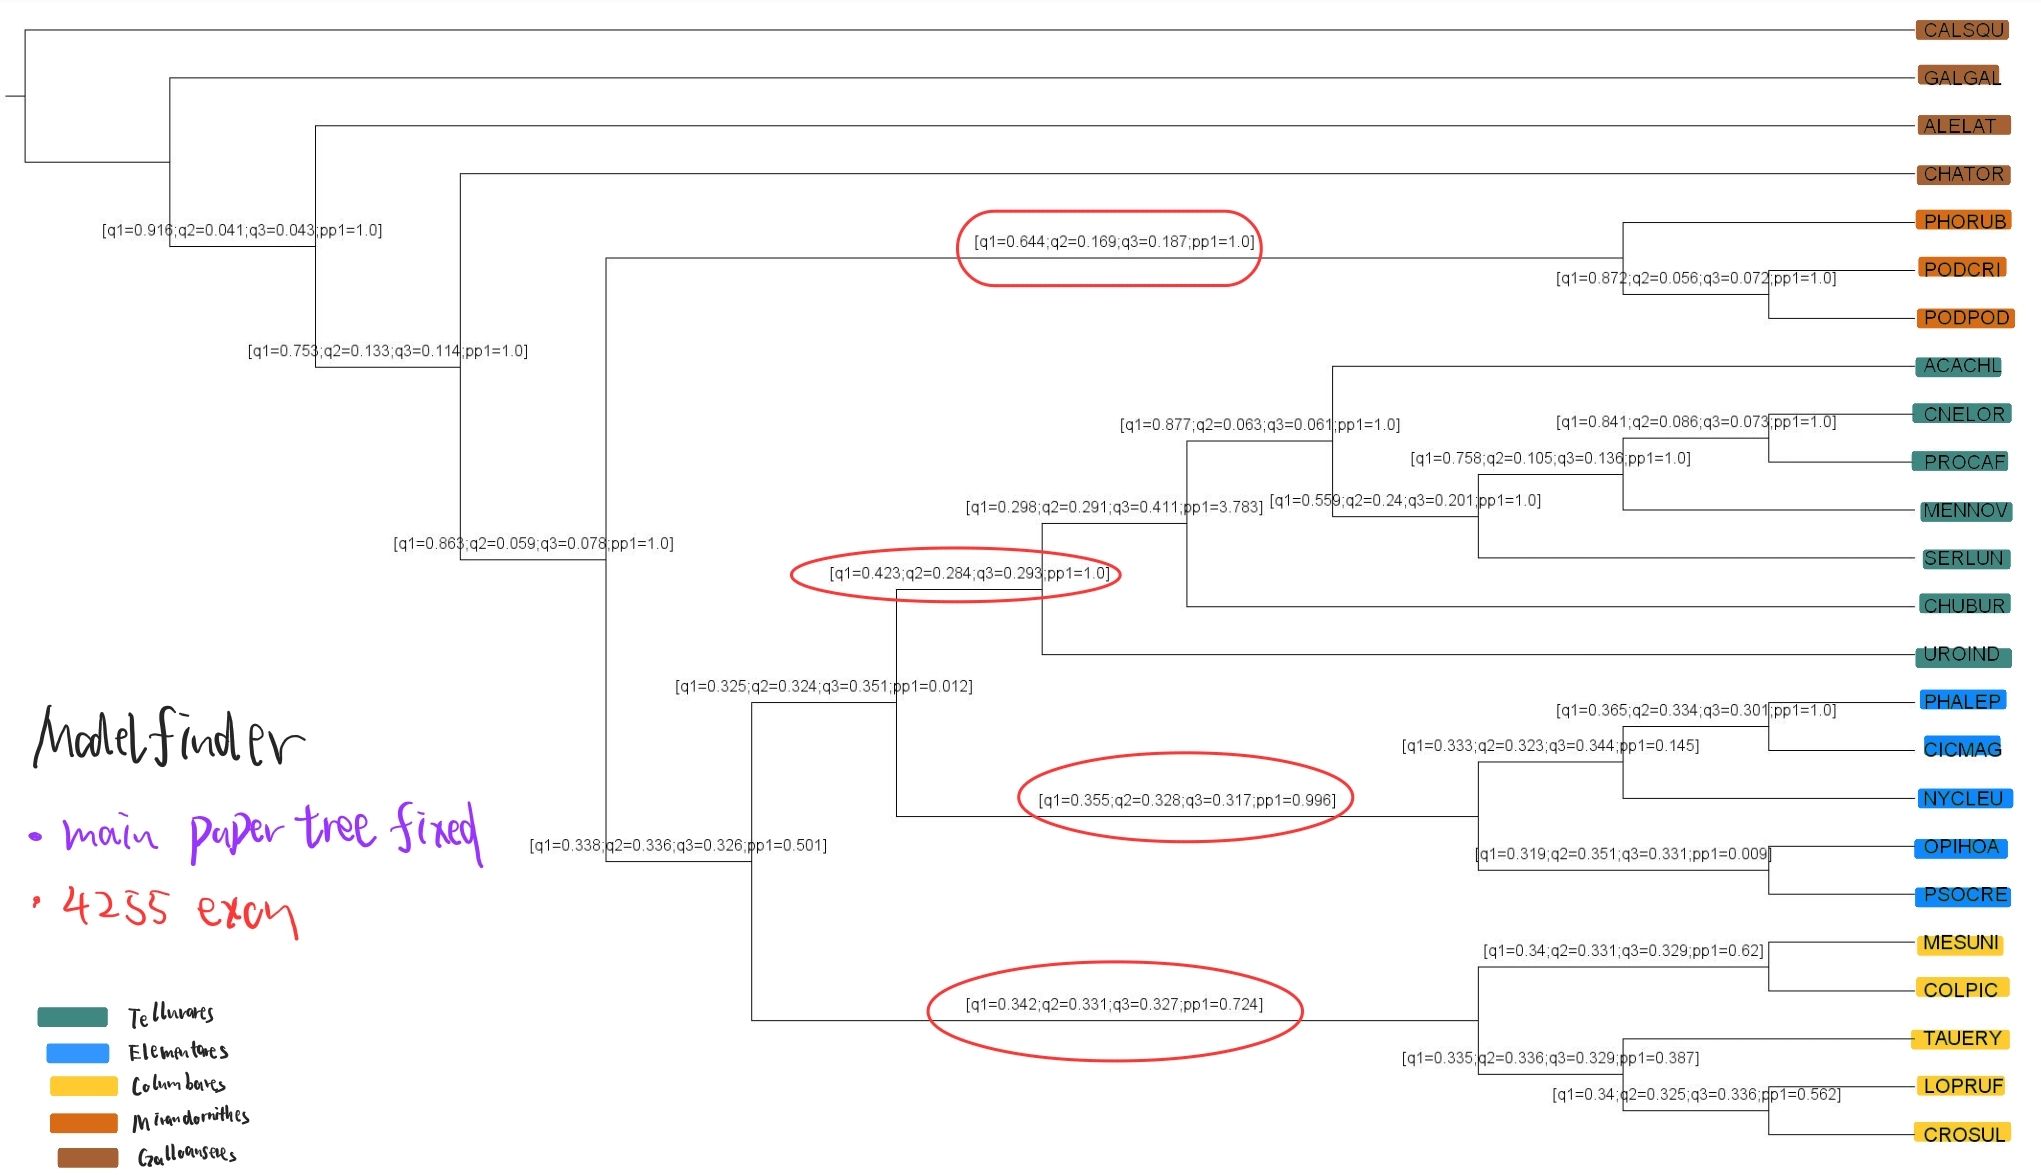 CALSQU
GALGAL
ALELAT
CHATOR
PHORUB
[q1=0.916;q2=0.041;q3=0.043;pp1=1.0]
[q1=0.644;q2=0.169;q3=0.187;pp1=1.0]
PODCRI
[q1=0.872;q2=0.056;q3=0.072;pp1=1.0]
PODPOD
[q1=0.753;q2=0.133;q3=0.114;pp1=1.0]
ACACHL
CNELOR
[q1=0.877;q2=0.063;q3=0.061;pp1=1.0]
[q1=0.841;q2=0.086;q3=0.073;pp1=1.0]
PROCAF
[q1=0.758;q2=0.105;q3=0.136;pp1=1.0]
[q1=0.298;q2=0.291;q3=0.411;pp1=3.783]
[q1=0.559;q2=0.24;q3=0.201;pp1=1.0]
MENNOV
[q1=0.863;q2=0.059;q3=0.078;pp1=1.0]
SERLUN
[q1=0.423;q2=0.284;q3=0.293;pp1=1.0]
CHUBUR
UROIND
[q1=0.325;q2=0.324;q3=0.351;pp1=0.012]
PHALEP
[q1=0.365;q2=0.334;q3=0.301;pp1=1.0]
[q1=0.333;q2=0.323;q3=0.344;pp1=0.145]
CICMAG
Modelfinder
[q1=0.355;q2=0.328;q3=0.317;pp1=0.996]
NYCLEU
• main paper tree fixed
[q1=0.338;q2=0.336;q3=0.326;pp1=0.501]
OPIHOA
[q1=0.319;q2=0.351;q3=0.331;pp1=0.009]
PSOCRE
• 4255 exon
MESUNI
[q1=0.34;q2=0.331;q3=0.329;pp1=0.62]
COLPIC
[q1=0.342;q2=0.331;q3=0.327;pp1=0.724]
Telluraves
TAUERY
Elementaves
[q1=0.335;q2=0.336;q3=0.329;pp1=0.387]
Columbaves
LOPRUF
[q1=0.34;q2=0.325;q3=0.336;pp1=0.562]
Mirandornithes
CROSUL
Galloanseres